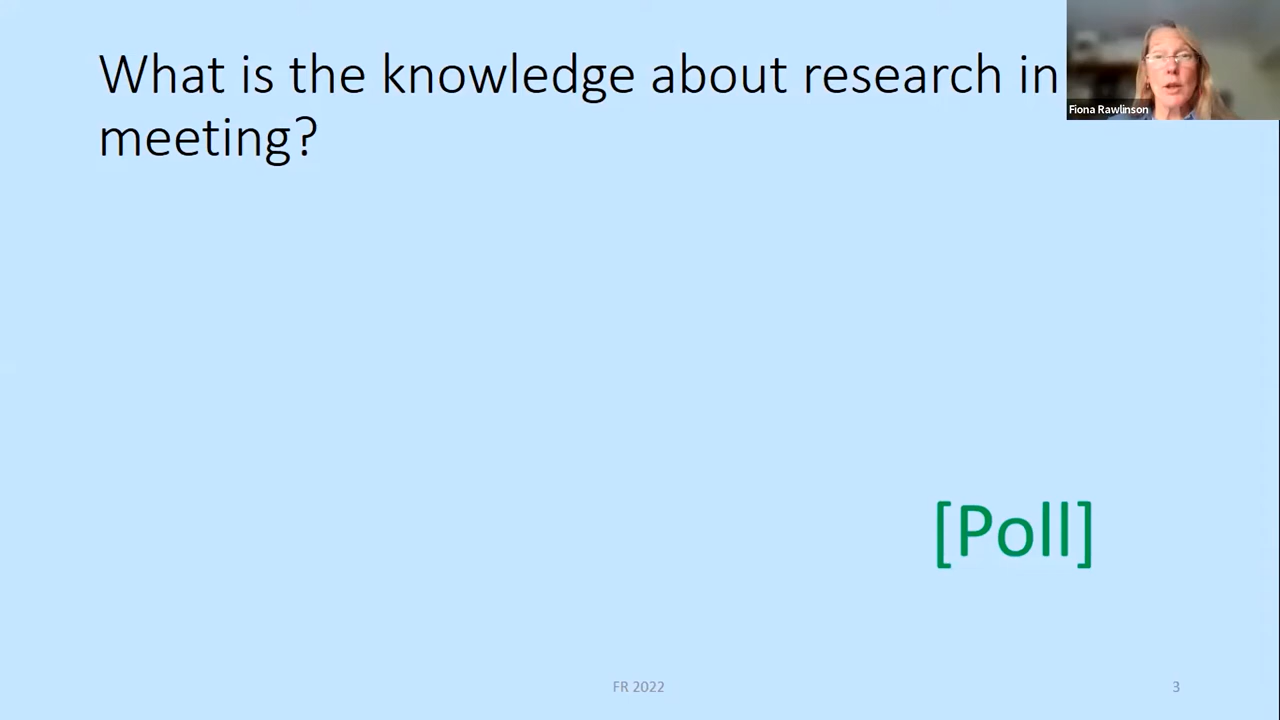 What is the knowledge about research in
meeting?
Fiona Rawlinson
[Poll]
FR 2022
3